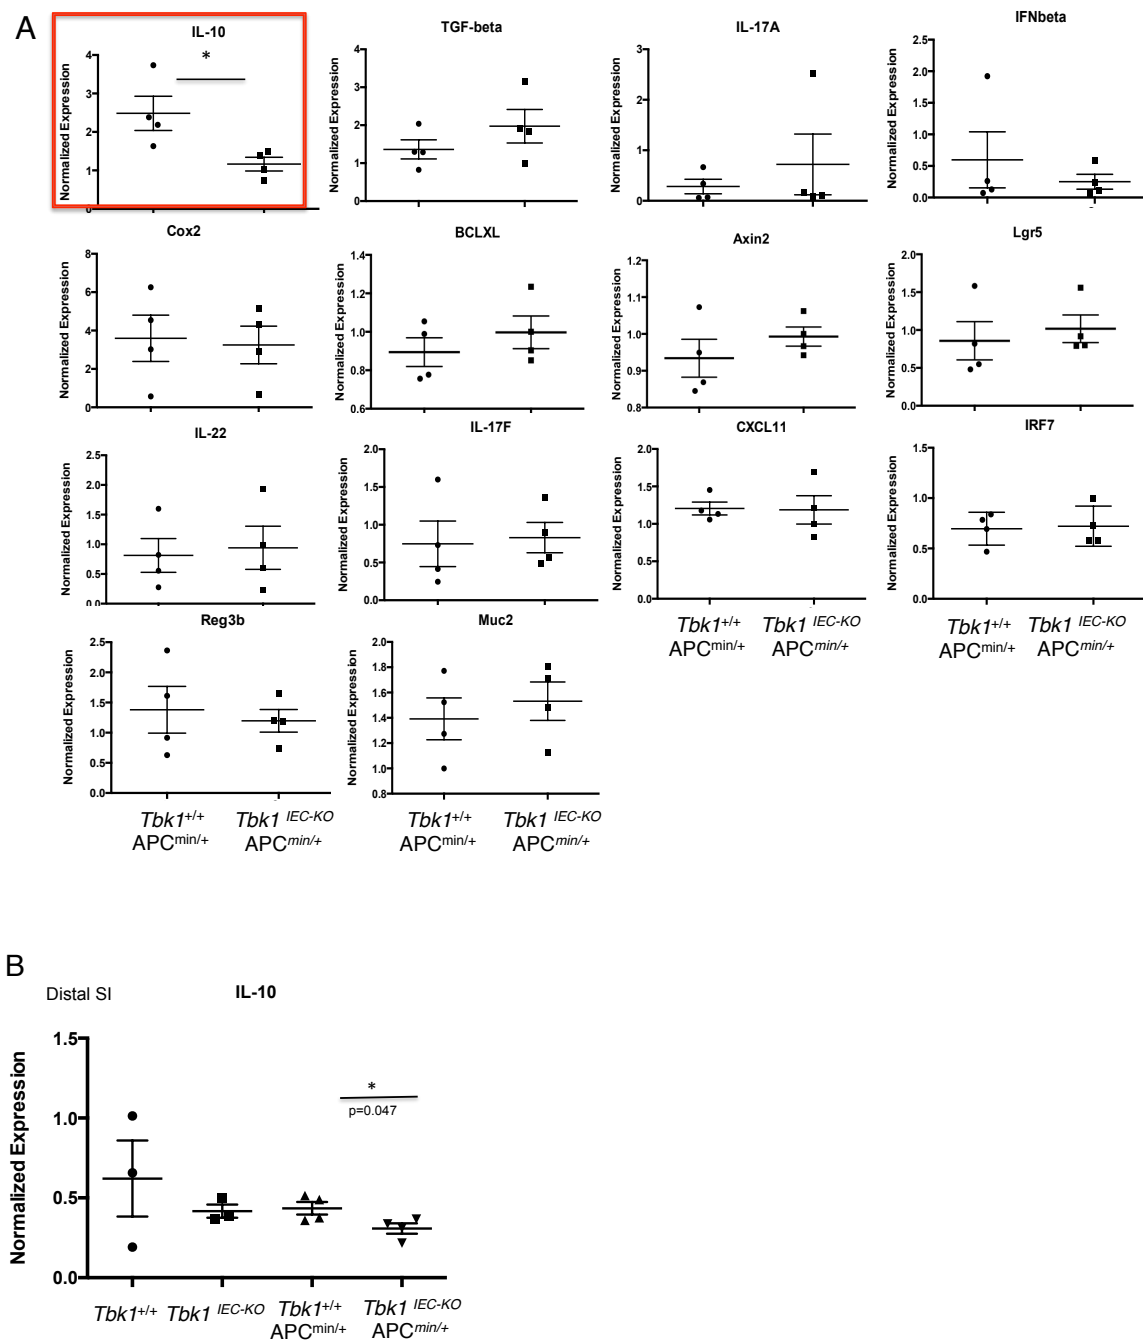 A
IL-10
Normalized Expression
4
3
2
1
0
*
TGF-beta
Normalized Expression
4
3
2
1
0
IL-17A
Normalized Expression
3
2
1
0
IFNbeta
Normalized Expression
2.5
2.0
1.5
1.0
0.5
0.0
Cox2
Normalized Expression
8
6
4
2
0
BCLXL
Normalized Expression
1.4
1.2
1.0
0.8
0.6
Axin2
Normalized Expression
1.2
1.1
1.0
0.9
0.8
Lgr5
Normalized Expression
2.0
1.5
1.0
0.5
0.0
IL-22
Normalized Expression
2.5
2.0
1.5
1.0
0.5
0.0
IL-17F
Normalized Expression
2.0
1.5
1.0
0.5
0.0
CXCL11
Normalized Expression
2.0
1.5
1.0
0.5
0.0
Tbk1+/+ Tbk1 IEC-KO
APCmin/+ APCmin/+
IRF7
Normalized Expression
1.5
1.0
0.5
0.0
Tbk1+/+ Tbk1 IEC-KO
APCmin/+ APCmin/+
Reg3b
Normalized Expression
2.5
2.0
1.5
1.0
0.5
0.0
Tbk1+/+ Tbk1 IEC-KO
APCmin/+ APCmin/+
Muc2
Normalized Expression
2.0
1.8
1.6
1.4
1.2
1.0
0.8
Tbk1+/+ Tbk1 IEC-KO
APCmin/+ APCmin/+
B
Distal SI IL-10
Normalized Expression
1.5
1.0
0.5
0.0
*
p=0.047
Tbk1+/+ Tbk1 IEC-KO Tbk1+/+ Tbk1 IEC-KO
APCmin/+ APCmin/+